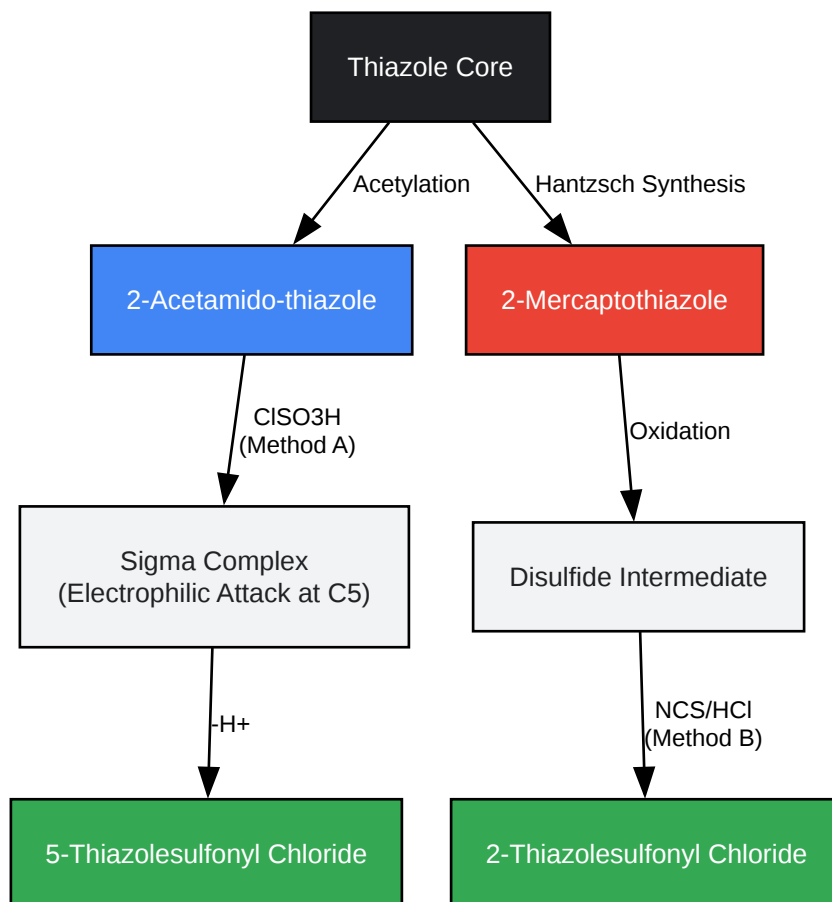 Thiazole Core
Acetylation
Hantzsch Synthesis
2-Acetamido-thiazole
2-Mercaptothiazole
ClSO3H
(Method A)
Oxidation
Sigma Complex
(Electrophilic Attack at C5)
Disulfide Intermediate
-H+
NCS/HCl
(Method B)
5-Thiazolesulfonyl Chloride
2-Thiazolesulfonyl Chloride